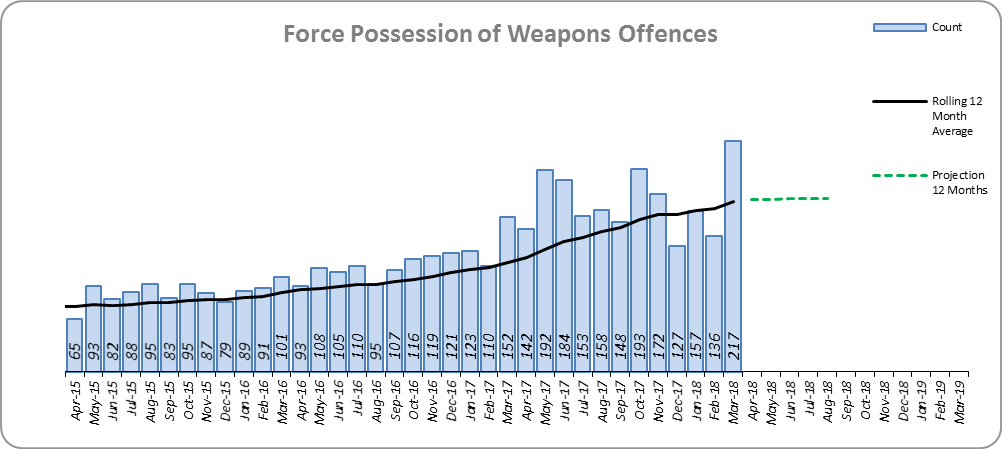 Force Possession of Weapons Offences
Count
Rolling 12
Month
Average
Projection
12 Months
65 93 82 88 95 83 95 87 79 89 91 101 93 108 105 110 95 107 116 119 121 123 110 152 142 192 184 153 158 148 193 172 127 157 136 217
Apr-15 May-15 Jun-15 Jul-15 Aug-15 Sep-15 Oct-15 Nov-15 Dec-15 Jan-16 Feb-16 Mar-16 Apr-16 May-16 Jun-16 Jul-16 Aug-16 Sep-16 Oct-16 Nov-16 Dec-16 Jan-17 Feb-17 Mar-17 Apr-17 May-17 Jun-17 Jul-17 Aug-17 Sep-17 Oct-17 Nov-17 Dec-17 Jan-18 Feb-18 Mar-18 Apr-18 May-18 Jun-18 Jul-18 Aug-18 Sep-18 Oct-18 Nov-18 Dec-18 Jan-19 Feb-19 Mar-19